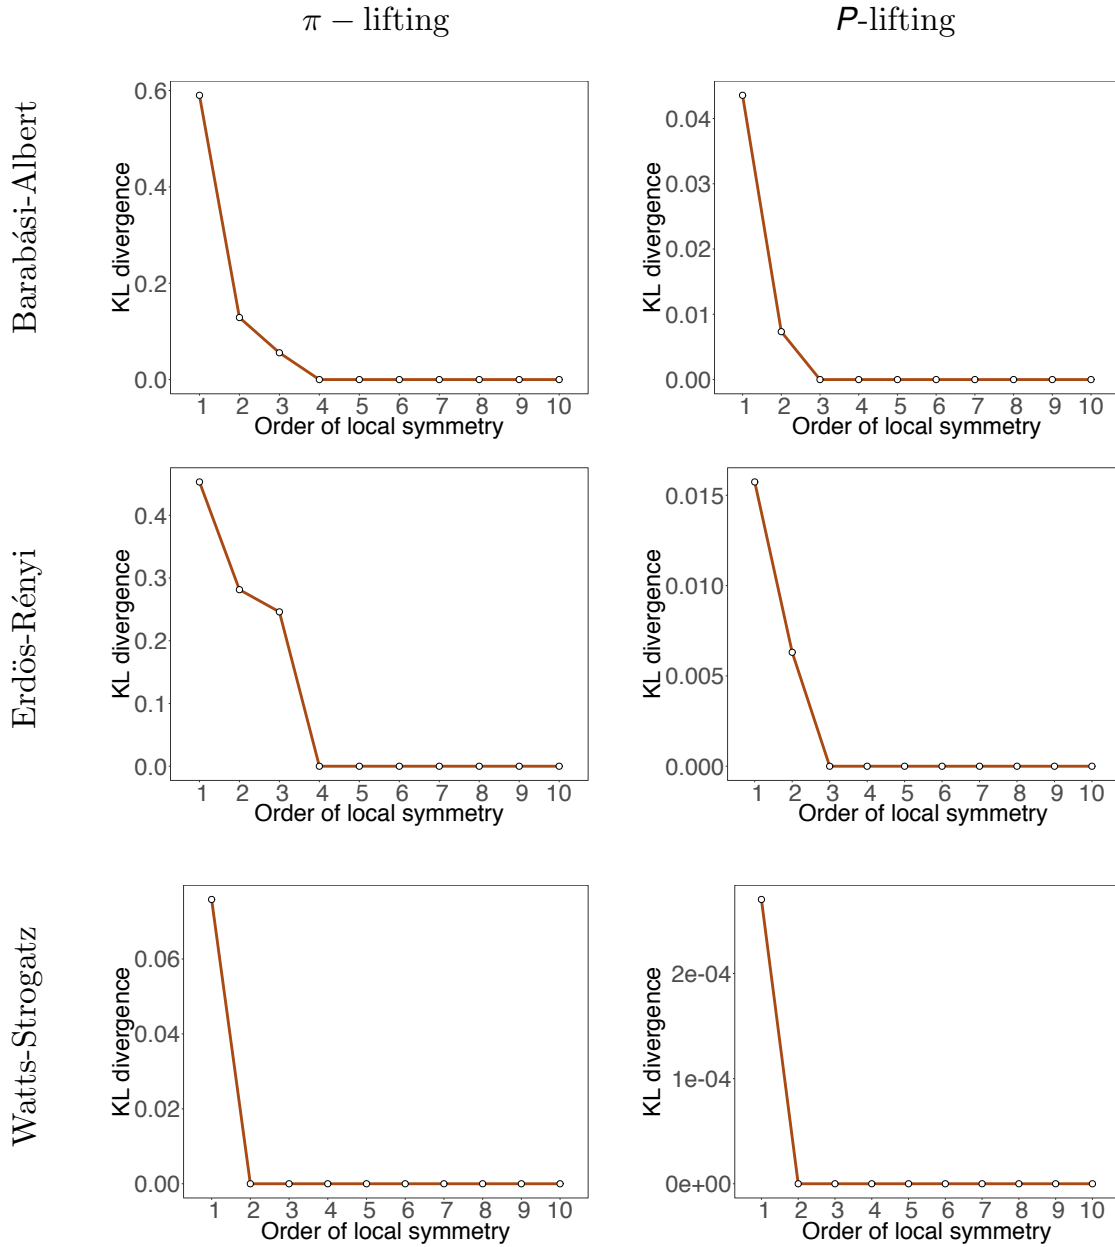 π – lifting P-lifting
Barabási-Albert
KL divergence
0.6
0.4
0.2
0.0
1 2 3 4 5 6 7 8 9 10
Order of local symmetry
KL divergence
0.04
0.03
0.02
0.01
0.00
1 2 3 4 5 6 7 8 9 10
Order of local symmetry
Erdös-Rényi
KL divergence
0.4
0.3
0.2
0.1
0.0
1 2 3 4 5 6 7 8 9 10
Order of local symmetry
KL divergence
0.015
0.010
0.005
0.000
1 2 3 4 5 6 7 8 9 10
Order of local symmetry
Watts-Strogatz
KL divergence
0.06
0.04
0.02
0.00
1 2 3 4 5 6 7 8 9 10
Order of local symmetry
KL divergence
2e-04
1e-04
0e+00
1 2 3 4 5 6 7 8 9 10
Order of local symmetry